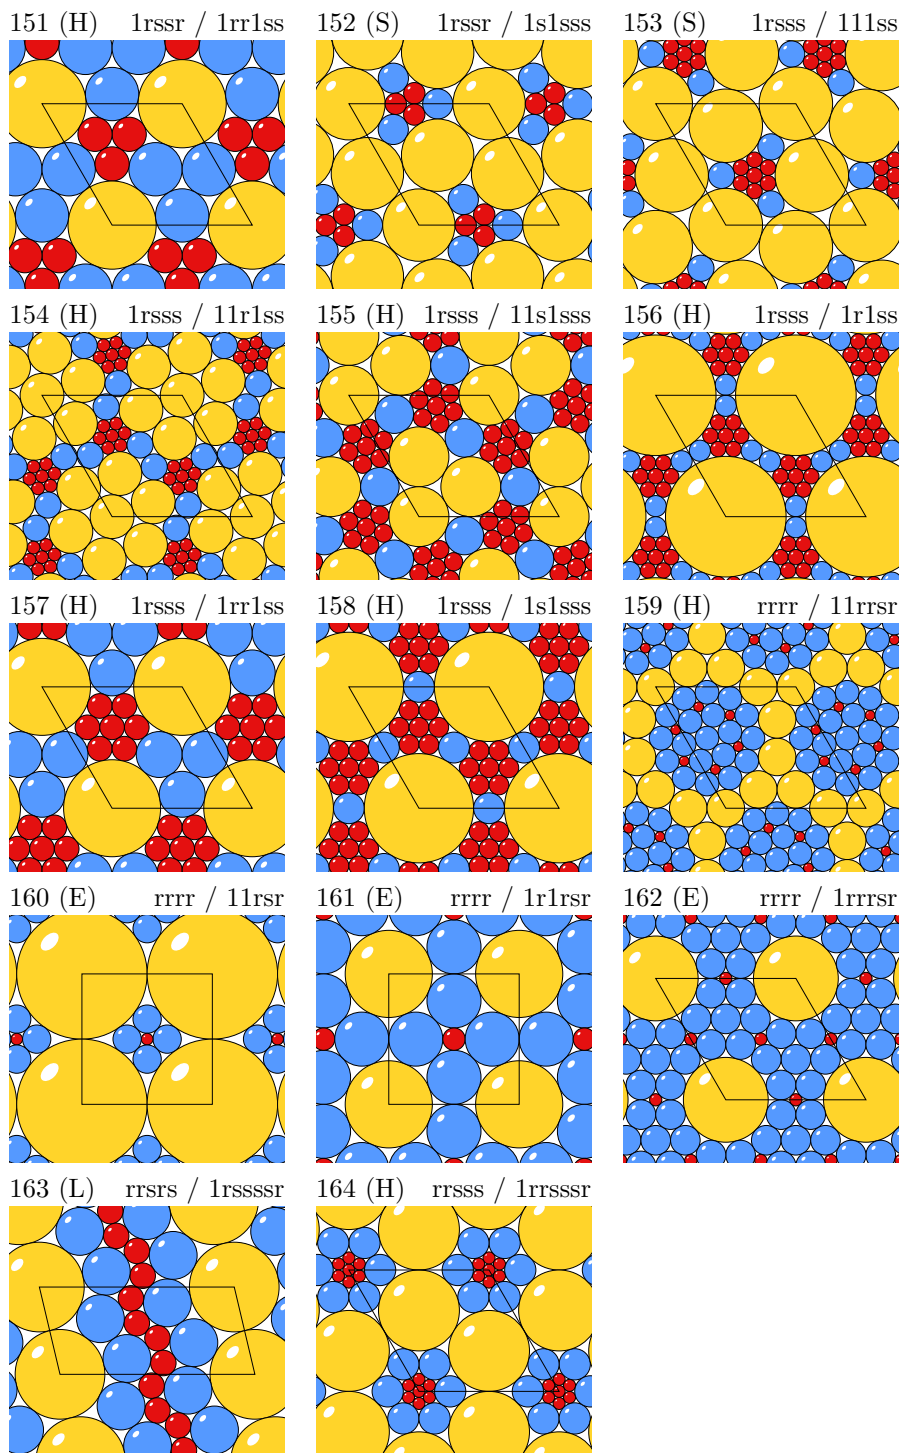 151 (H) 1rssr / 1rr1ss 152 (S) 1rssr / 1s1sss 153 (S) 1rsss / 111ss
154 (H) 1rsss / 11r1ss 155 (H) 1rsss / 11s1sss 156 (H) 1rsss / 1r1ss
157 (H) 1rsss / 1rr1ss 158 (H) 1rsss / 1s1sss 159 (H) rrrr / 11rrsr
160 (E) rrrr / 11rsr 161 (E) rrrr / 1r1rsr 162 (E) rrrr / 1rrrsr
163 (L) rrsrs / 1rssssr 164 (H) rrsss / 1rrsssr